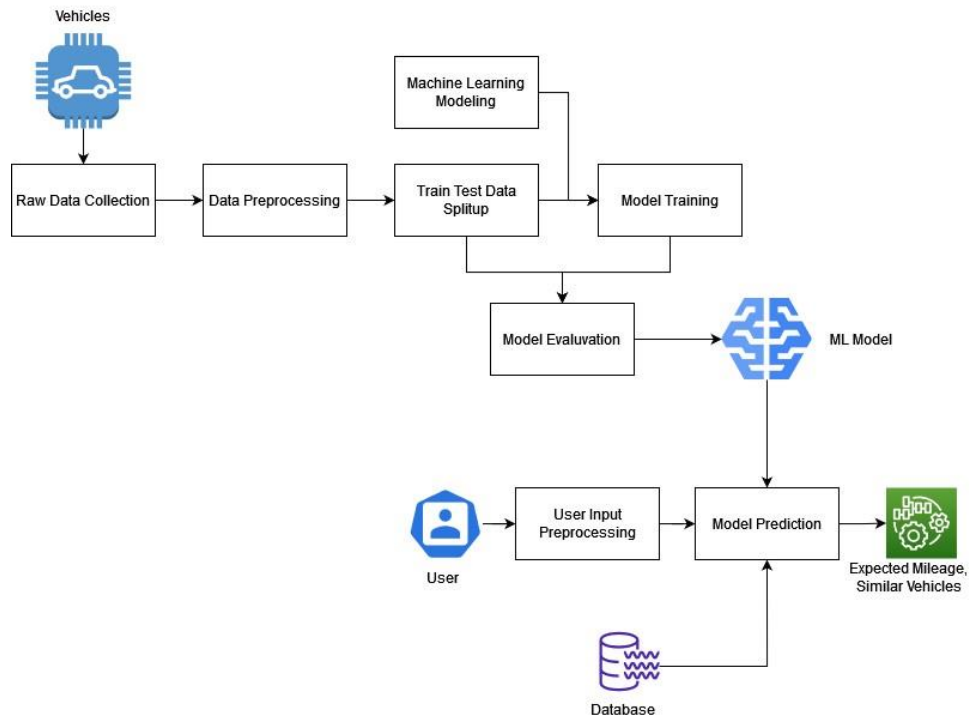 Vehicles
Machine Learning
Modeling
Raw Data Collection
Data Preprocessing
Train Test Data
Splitup
Model Training
Model Evaluvation
ML Model
User Input
Preprocessing
Model Prediction
User
Expected Mileage,
Similar Vehicles
Database